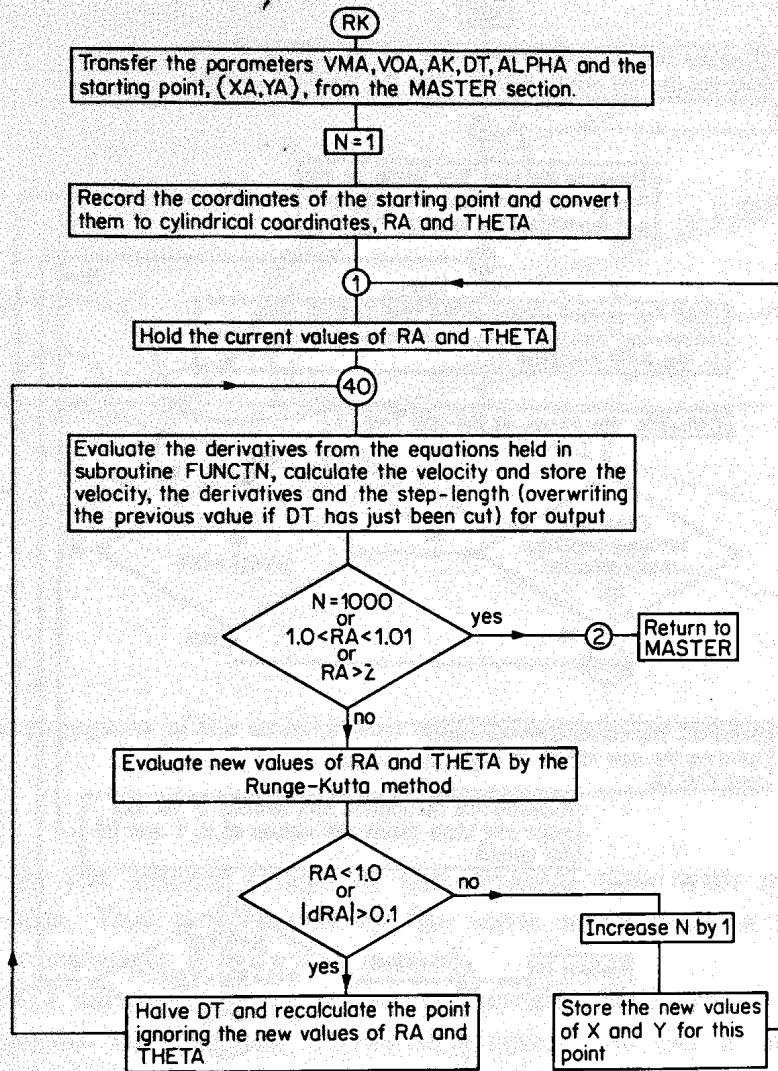 RK
Transfer the parameters VMA,VOA,AK,DT,ALPHA and the
starting point, (XA,YA), from the MASTER section.
N=1
Record the coordinates of the starting point and convert
them to cylindrical coordinates, RA and THETA
1
Hold the current values of RA and THETA
40
Evaluate the derivatives from the equations held in
subroutine FUNCTN, calculate the velocity and store the
velocity, the derivatives and the step-length (overwriting
the previous value if DT has just been cut) for output
N=1000
or
1.0<RA<1.01
or
RA>2
yes
2
Return to
MASTER
no
Evaluate new values of RA and THETA by the
Runge-Kutta method
RA<1.0
or
|dRA|>0.1
no
Increase N by 1
yes
Halve DT and recalculate the point
ignoring the new values of RA and
THETA
Store the new values
of X and Y for this
point